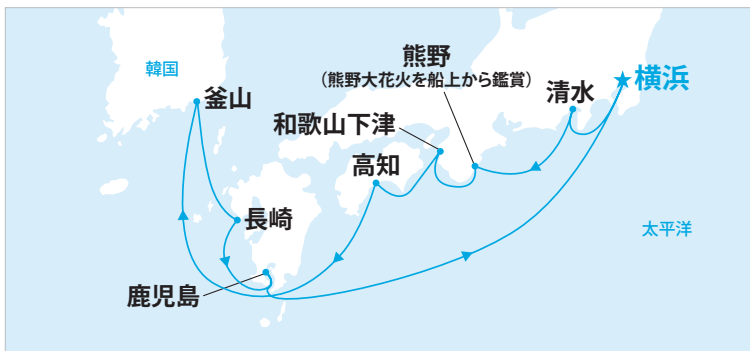 熊野
（熊野大花火を船上から鑑賞）
韓国
釜山
清水
★横浜
和歌山下津
高知
長崎
太平洋
鹿児島